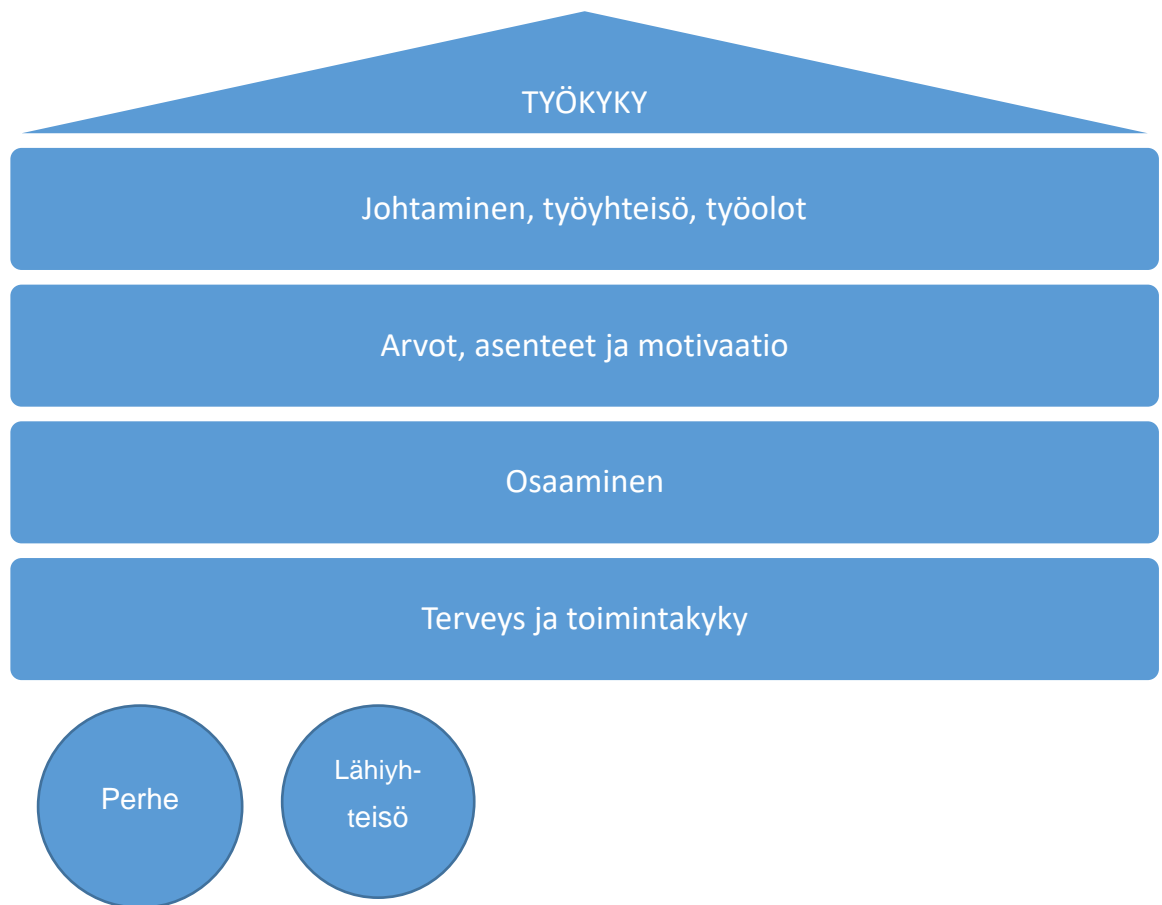 TYÖKYKY
Johtaminen, työyhteisö, työolot
Arvot, asenteet ja motivaatio
Osaaminen
Terveys ja toimintakyky
Perhe
Lähiyh-
teisö